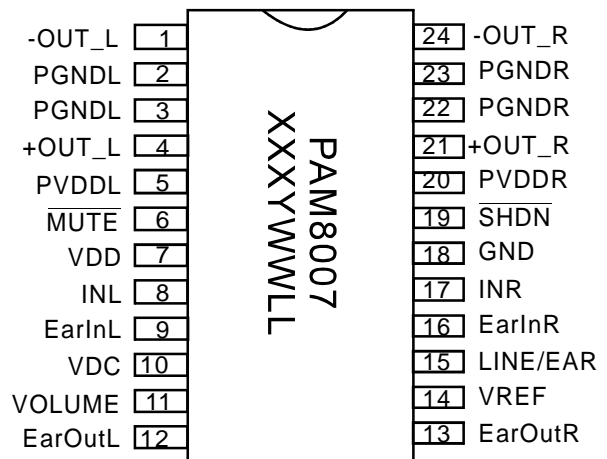 -OUT_L 1 24 -OUT_R
PGNDL 2 23 PGNDR
PGNDL 3 22 PGNDR
+OUT_L 4 21 +OUT_R
PVDDL 5 20 PVDDR
MUTE 6 19 SHDN
VDD 7 18 GND
INL 8 17 INR
EarInL 9 16 EarInR
VDC 10 15 LINE/EAR
VOLUME 11 14 VREF
EarOutL 12 13 EarOutR
PAM8007
XXXYWWLL